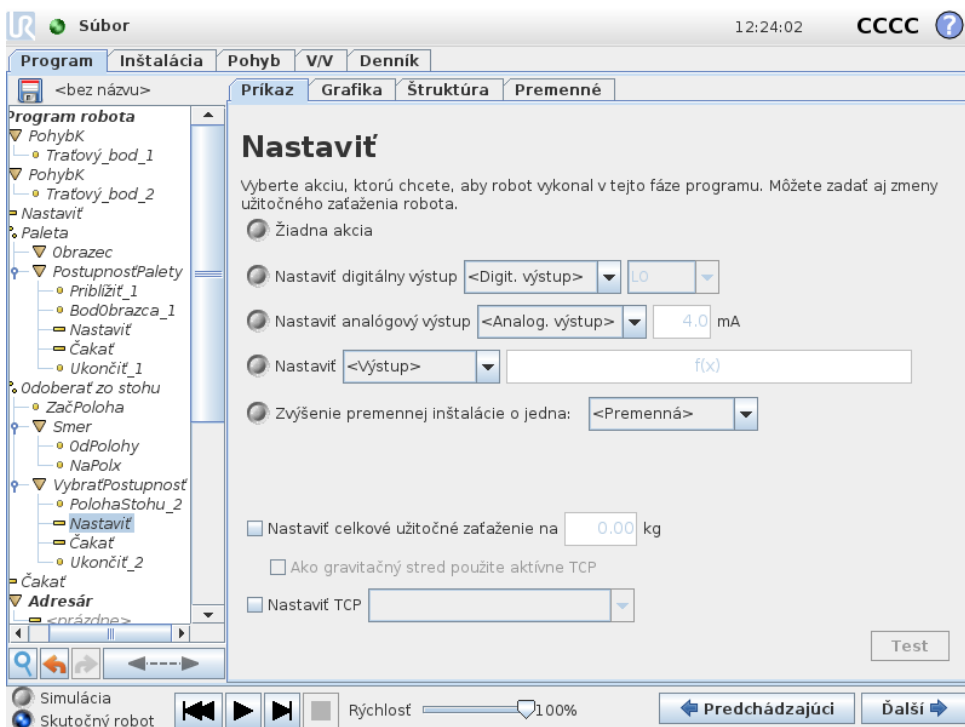 UR Súbor 12:24:02 CCCC ?
Program Inštalácia Pohyb V/V Denník
<bez názvu> Príkaz Grafika Štruktúra Premenné
Program robota
PohybK
Traťový_bod_1
PohybK
Traťový_bod_2
Nastaviť
Paleta
Obrazec
PostupnosťPalety
Priblížiť_1
BodObrazca_1
Nastaviť
Čakať
Ukončiť_1
Odoberať zo stohu
ZačPoloha
Smer
OdPolohy
NaPolx
VybraťPostupnosť
PolohaStohu_2
Nastaviť
Čakať
Ukončiť_2
Čakať
Adresár
<prázdne>
Nastaviť
Vyberte akciu, ktorú chcete, aby robot vykonal v tejto fáze programu. Môžete zadať aj zmeny
užitočného zaťaženia robota.
Žiadna akcia
Nastaviť digitálny výstup <Digit. výstup> LO
Nastaviť analógový výstup <Analog. výstup> 4.0 mA
Nastaviť <Výstup> f(x)
Zvýšenie premennej inštalácie o jedna: <Premenná>
Nastaviť celkové užitočné zaťaženie na 0.00 kg
Ako gravitačný stred použite aktívne TCP
Nastaviť TCP
Test
Simulácia
Skutočný robot
Rýchlosť 100% Predchádzajúci Ďalší